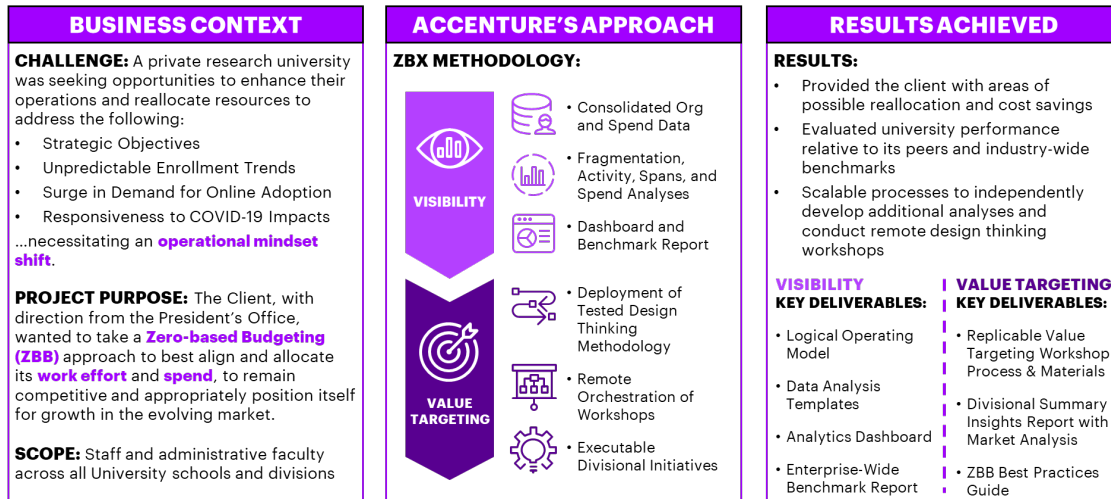 BUSINESS CONTEXT
CHALLENGE: A private research university
was seeking opportunities to enhance their
operations and reallocate resources to
address the following:
• Strategic Objectives
• Unpredictable Enrollment Trends
• Surge in Demand for Online Adoption
• Responsiveness to COVID-19 Impacts
...necessitating an operational mindset
shift.
PROJECT PURPOSE: The Client, with
direction from the President's Office,
wanted to take a Zero-based Budgeting
(ZBB) approach to best align and allocate
its work effort and spend, to remain
competitive and appropriately position itself
for growth in the evolving market.
SCOPE: Staff and administrative faculty
across all University schools and divisions
ACCENTURE'S APPROACH
ZBX METHODOLOGY:
VISIBILITY
• Consolidated Org
and Spend Data
• Fragmentation,
Activity, Spans, and
Spend Analyses
• Dashboard and
Benchmark Report
VALUE
TARGETING
• Deployment of
Tested Design
Thinking
Methodology
• Remote
Orchestration of
Workshops
• Executable
Divisional Initiatives
RESULTS ACHIEVED
RESULTS:
• Provided the client with areas of
possible reallocation and cost savings
• Evaluated university performance
relative to its peers and industry-wide
benchmarks
• Scalable processes to independently
develop additional analyses and
conduct remote design thinking
workshops
VISIBILITY
KEY DELIVERABLES:
• Logical Operating
Model
• Data Analysis
Templates
• Analytics Dashboard
• Enterprise-Wide
Benchmark Report
VALUE TARGETING
KEY DELIVERABLES:
• Replicable Value
Targeting Workshop
Process & Materials
• Divisional Summary
Insights Report with
Market Analysis
• ZBB Best Practices
Guide